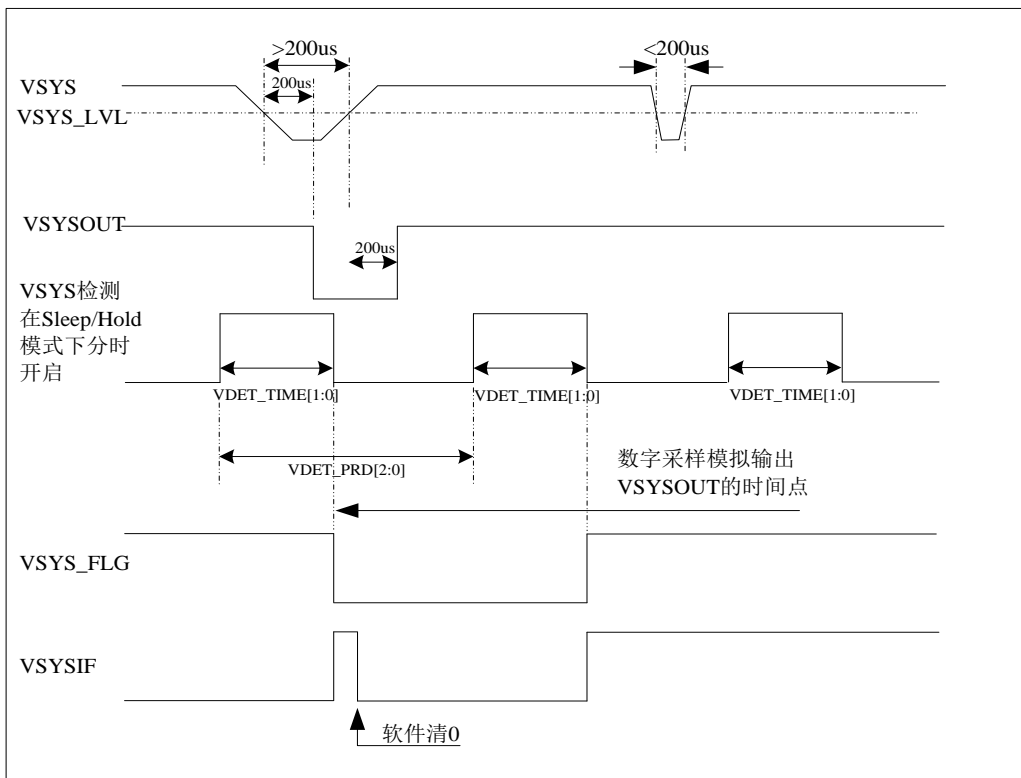 >200us
<200us
200us
VSYS
VSYS_LVL
VSYSOUT
200us
VSYS检测
在Sleep/Hold
模式下分时
开启
VDET_TIME[1:0]
VDET_TIME[1:0]
VDET_TIME[1:0]
VDET_PRD[2:0]
数字采样模拟输出
VSYSOUT的时间点
VSYS_FLG
VSYSIF
软件清0